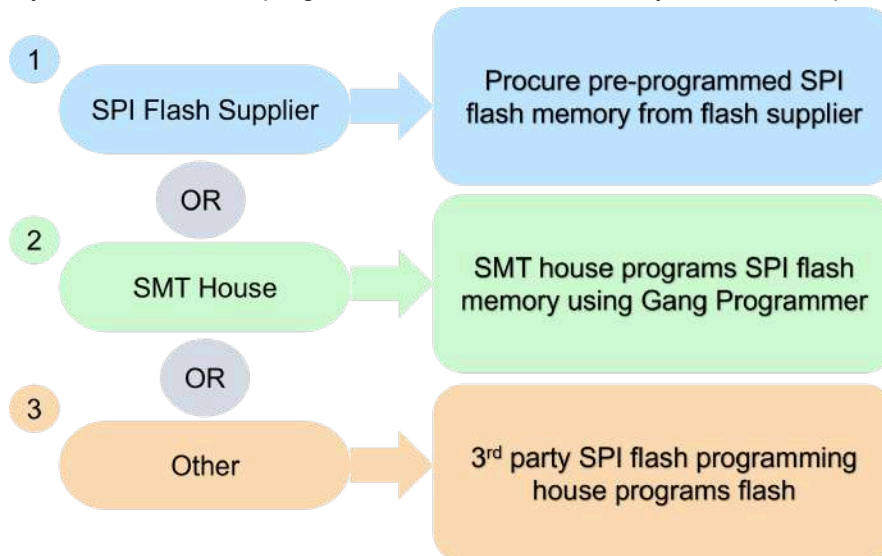 1
SPI Flash Supplier
Procure pre-programmed SPI
flash memory from flash supplier
OR
2
SMT House
SMT house programs SPI flash
memory using Gang Programmer
OR
3
Other
3rd party SPI flash programming
house programs flash